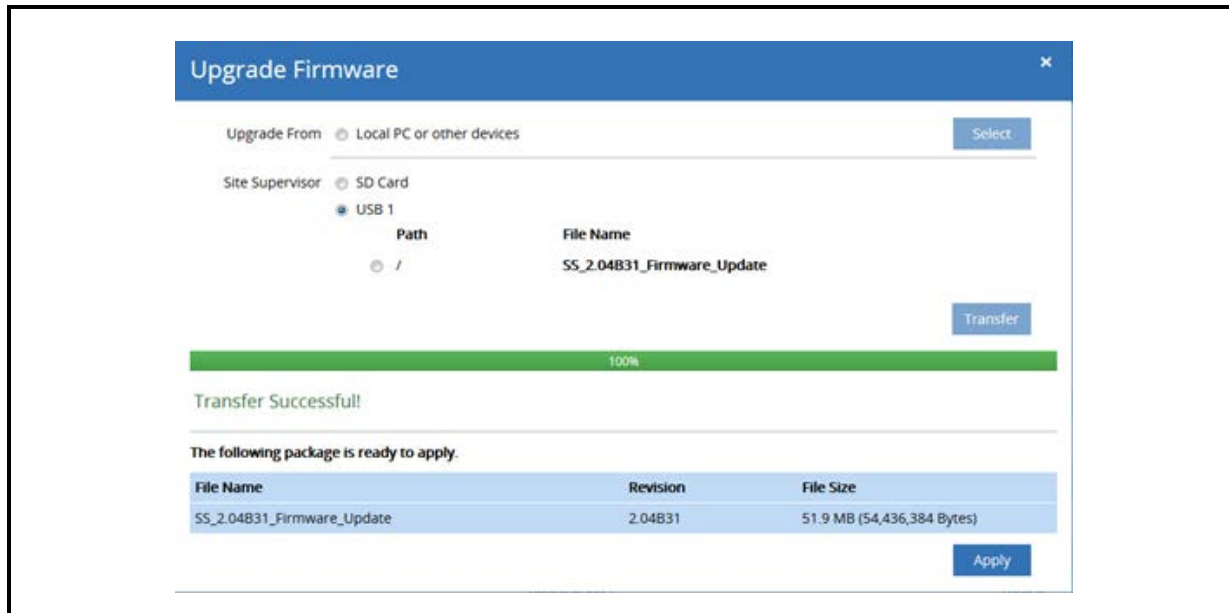 Upgrade Firmware ×
Upgrade From Local PC or other devices Select
Site Supervisor SD Card
USB 1
Path File Name
/ SS_2.04B31_Firmware_Update
Transfer
100%
Transfer Successful!
The following package is ready to apply.
File Name Revision File Size
SS_2.04B31_Firmware_Update 2.04B31 51.9 MB (54,436,384 Bytes)
Apply